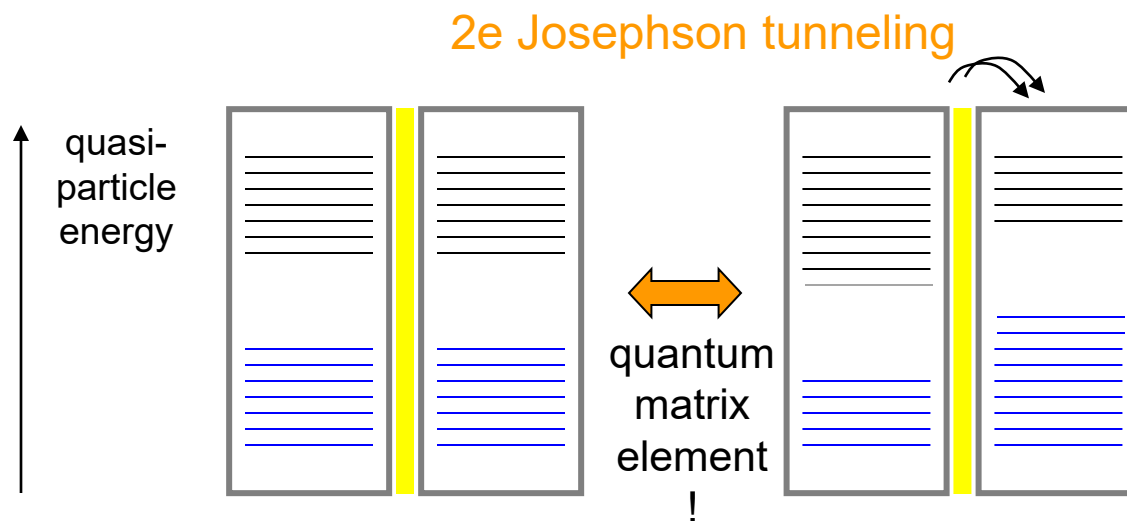 2e Josephson tunneling
quasi-
particle
energy
quantum
matrix
element
!